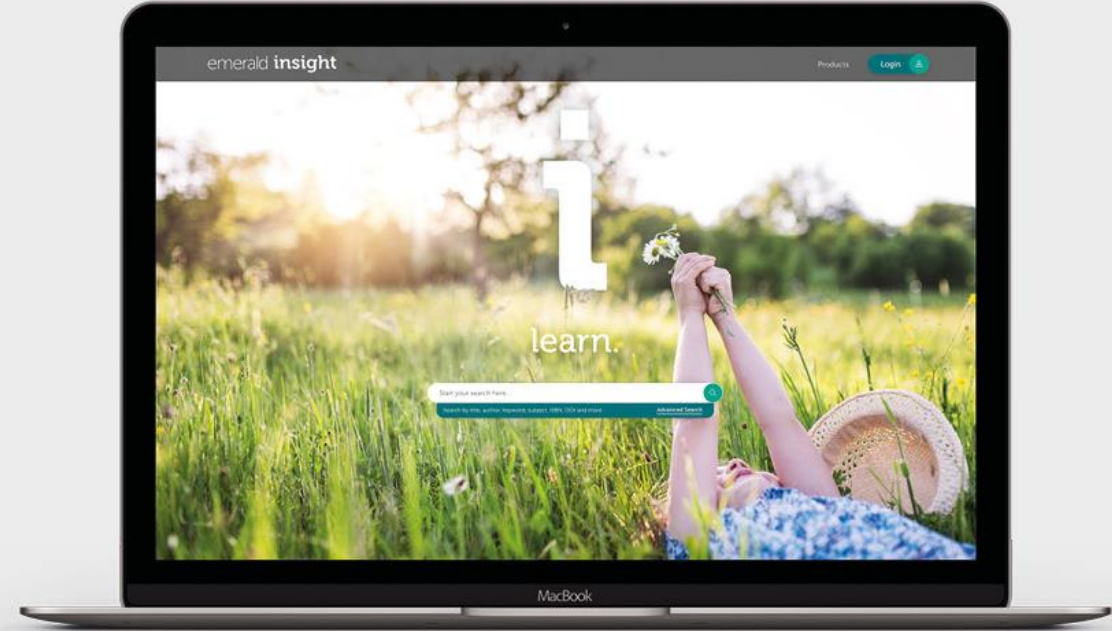 emerald insight
Products
Login
i
learn.
Start your search here...
Search by title, author, keyword, subject, ISBN, DOI and more
Advanced Search
MacBook